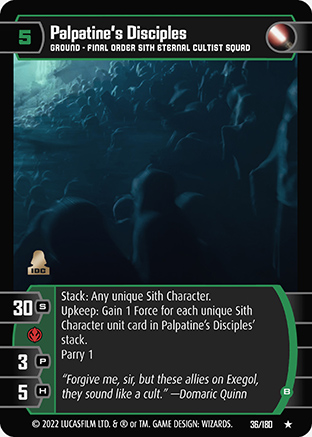 5
Palpatine's Disciples
GROUND - FINAL ORDER SITH ETERNAL CULTIST SQUAD
IDC
30 S
3 P
5 H
Stack: Any unique Sith Character.
Upkeep: Gain 1 Force for each unique Sith
Character unit card in Palpatine's Disciples'
stack.
Parry 1
"Forgive me, sir, but these allies on Exegol,
they sound like a cult." —Domaric Quinn
B
© 2022 LUCASFILM LTD. & ® or TM. GAME DESIGN: WIZARDS.
36/180